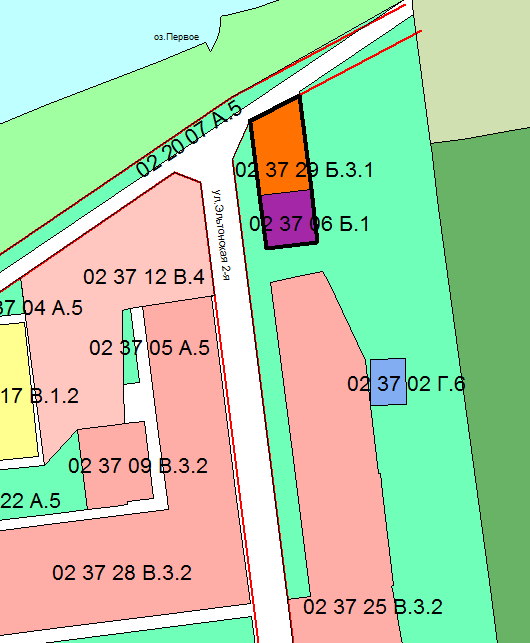 оз.Первое
02 20 07 А.5
02 37 29 Б.3.1
ул.Эльтонская 2-я
02 37 06 Б.1
02 37 12 В.4
37 04 А.5
02 37 05 А.5
02 37 02 Г.6
17 В.1.2
02 37 09 В.3.2
22 А.5
02 37 28 В.3.2
02 37 25 В.3.2